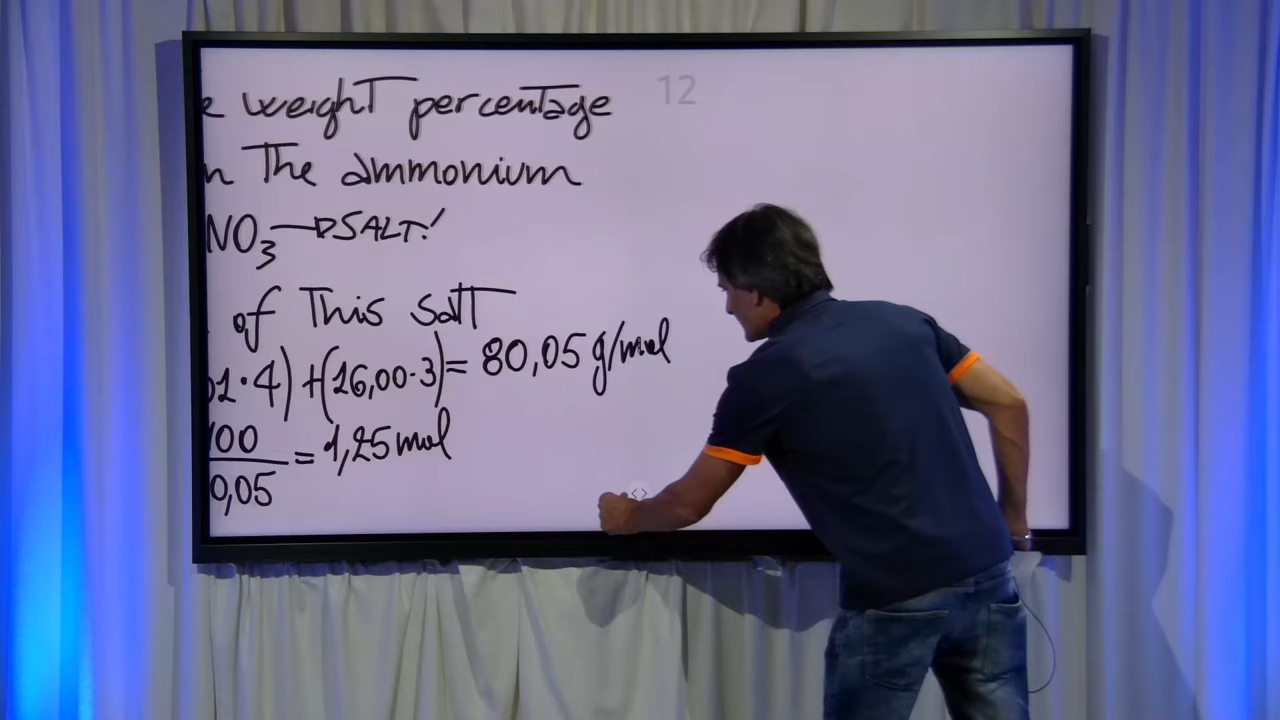 e weight percentage
12
n The ammonium
NO3→SALT!
of This salt
01·4)+(16,00·3)= 80,05 g/mol
100
= 1,25 mol
0,05